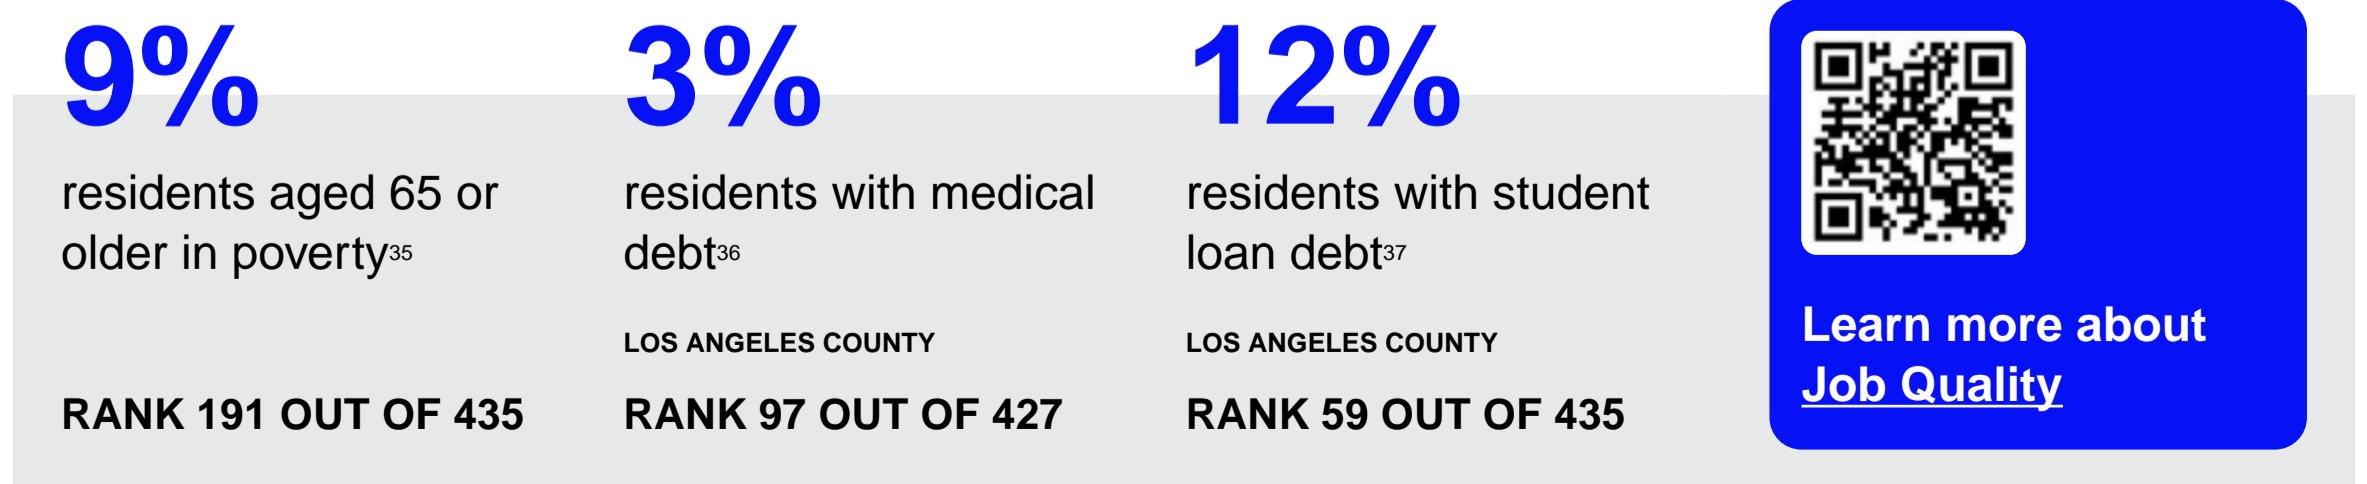 9%
residents aged 65 or
older in poverty35
RANK 191 OUT OF 435
3%
residents with medical
debt36
LOS ANGELES COUNTY
RANK 97 OUT OF 427
12%
residents with student
loan debt37
LOS ANGELES COUNTY
RANK 59 OUT OF 435
Learn more about
Job Quality